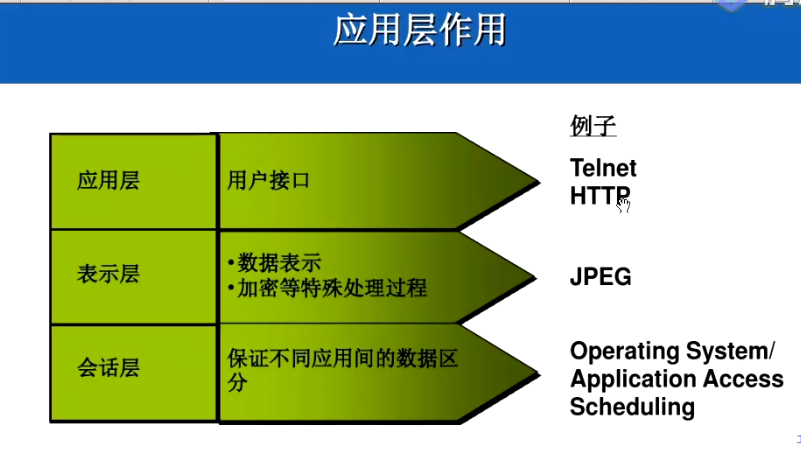 应用层作用
例子
应用层
用户接口
Telnet
HTTP
表示层
•数据表示
•加密等特殊处理过程
JPEG
会话层
保证不同应用间的数据区
分
Operating System/
Application Access
Scheduling